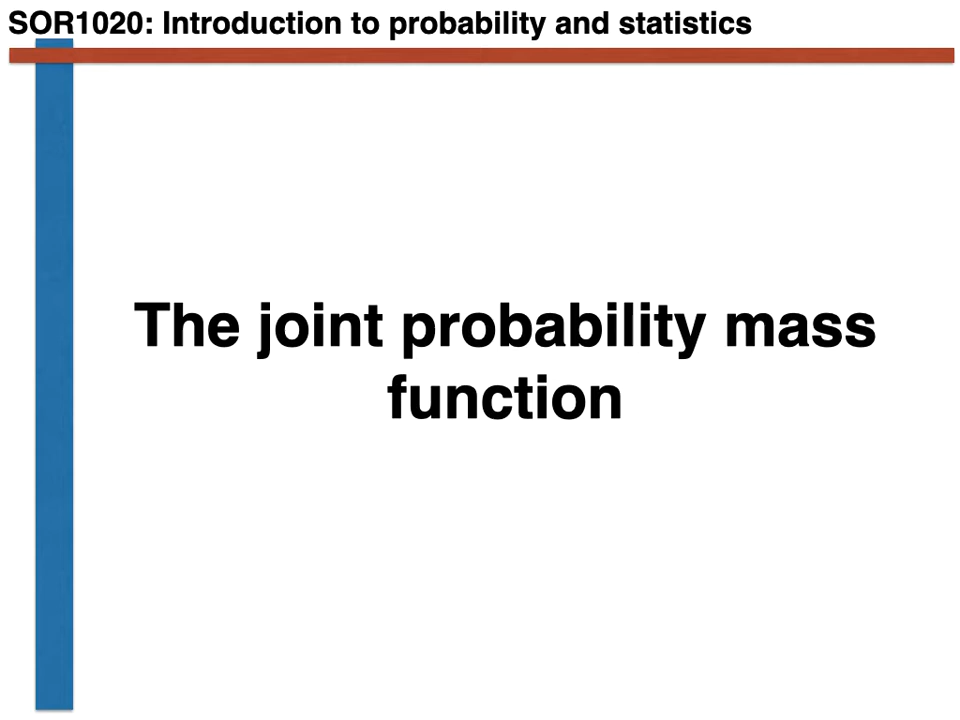 SOR1020: Introduction to probability and statistics
The joint probability mass
function